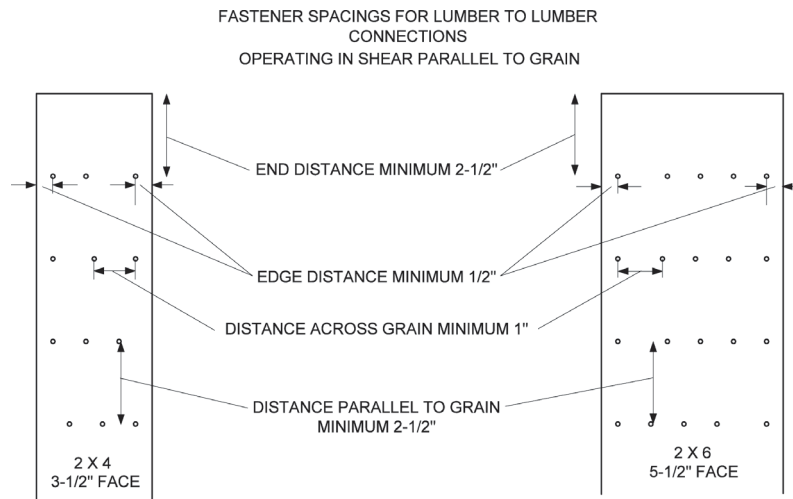 FASTENER SPACINGS FOR LUMBER TO LUMBER
CONNECTIONS
OPERATING IN SHEAR PARALLEL TO GRAIN
END DISTANCE MINIMUM 2-1/2"
EDGE DISTANCE MINIMUM 1/2"
DISTANCE ACROSS GRAIN MINIMUM 1"
DISTANCE PARALLEL TO GRAIN
MINIMUM 2-1/2"
2 X 4
3-1/2" FACE
2 X 6
5-1/2" FACE